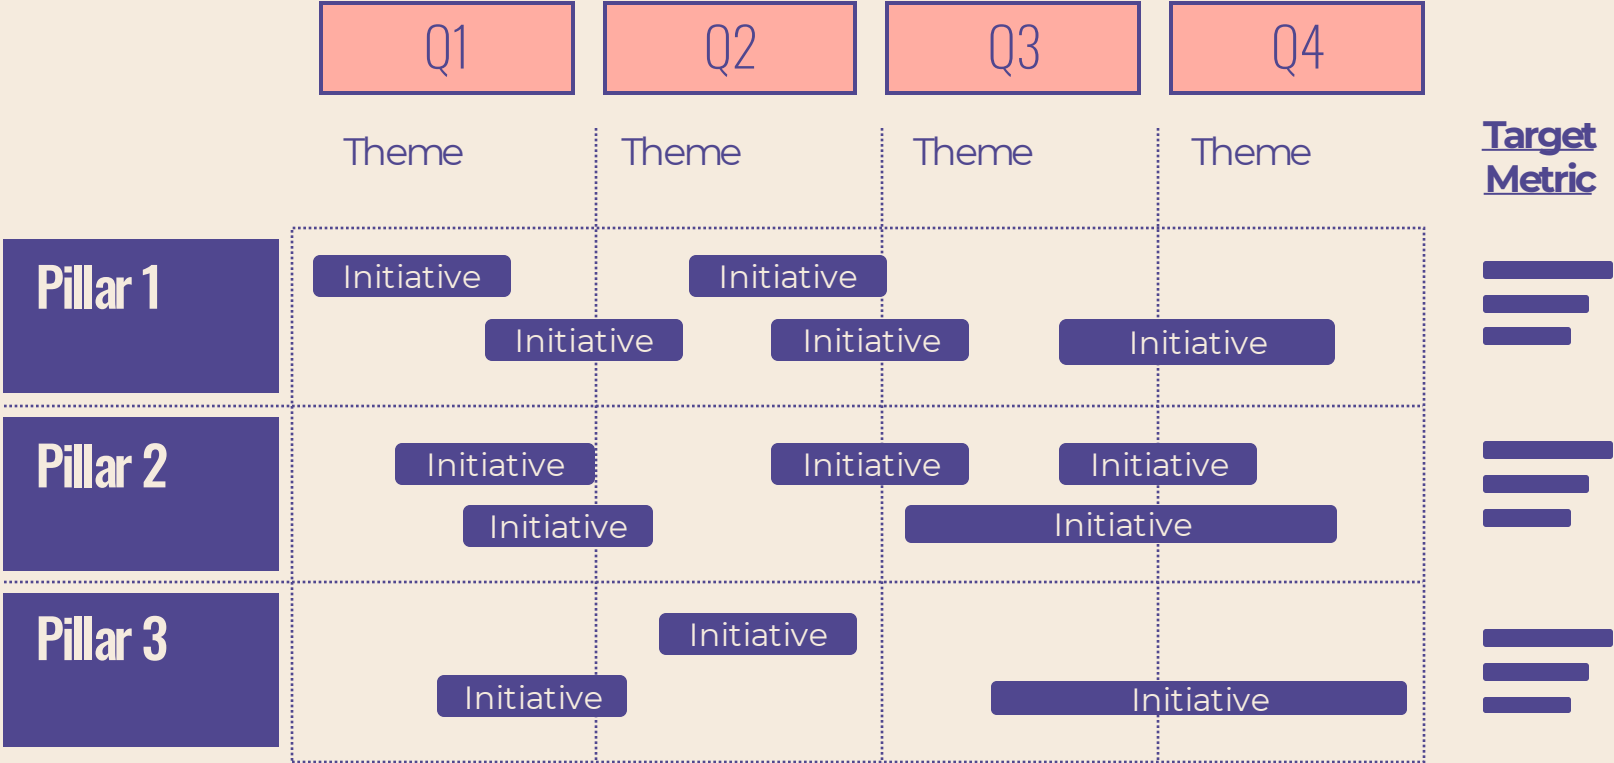 Q1 Q2 Q3 Q4
Theme Theme Theme Theme
Target
Metric
Pillar 1
Initiative Initiative
Initiative Initiative Initiative
Pillar 2
Initiative Initiative Initiative
Initiative Initiative
Pillar 3
Initiative
Initiative Initiative